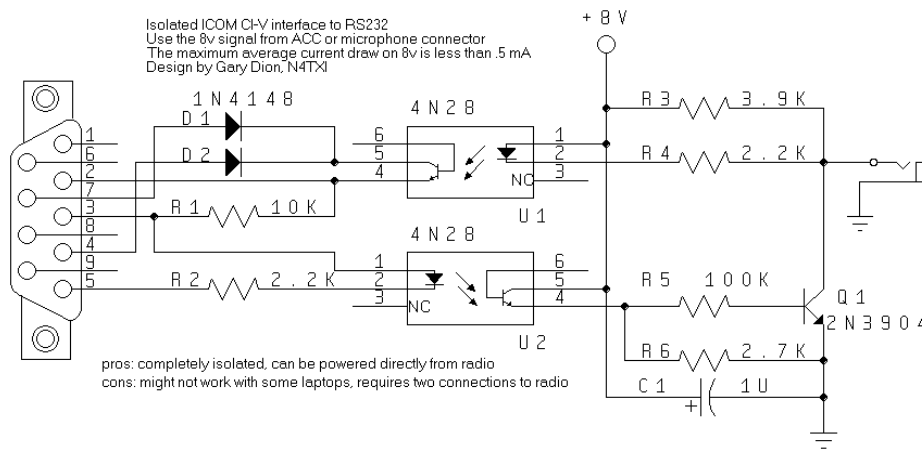 Isolated ICOM CI-V interface to RS232
Use the 8v signal from ACC or microphone connector
The maximum average current draw on 8v is less than .5 mA
Design by Gary Dion, N4TXI
+ 8 V
1N4148
D1
D2
4N28
R3 3.9K
R4 2.2K
1
6
2
7
3
8
4
9
5
6
5
4
1
2
3
NC
U1
R1 10K
4N28
R2 2.2K
1
2
3
NC
6
5
4
U2
R5 100K
Q1
2N3904
R6 2.7K
C1 1U
+
pros: completely isolated, can be powered directly from radio
cons: might not work with some laptops, requires two connections to radio